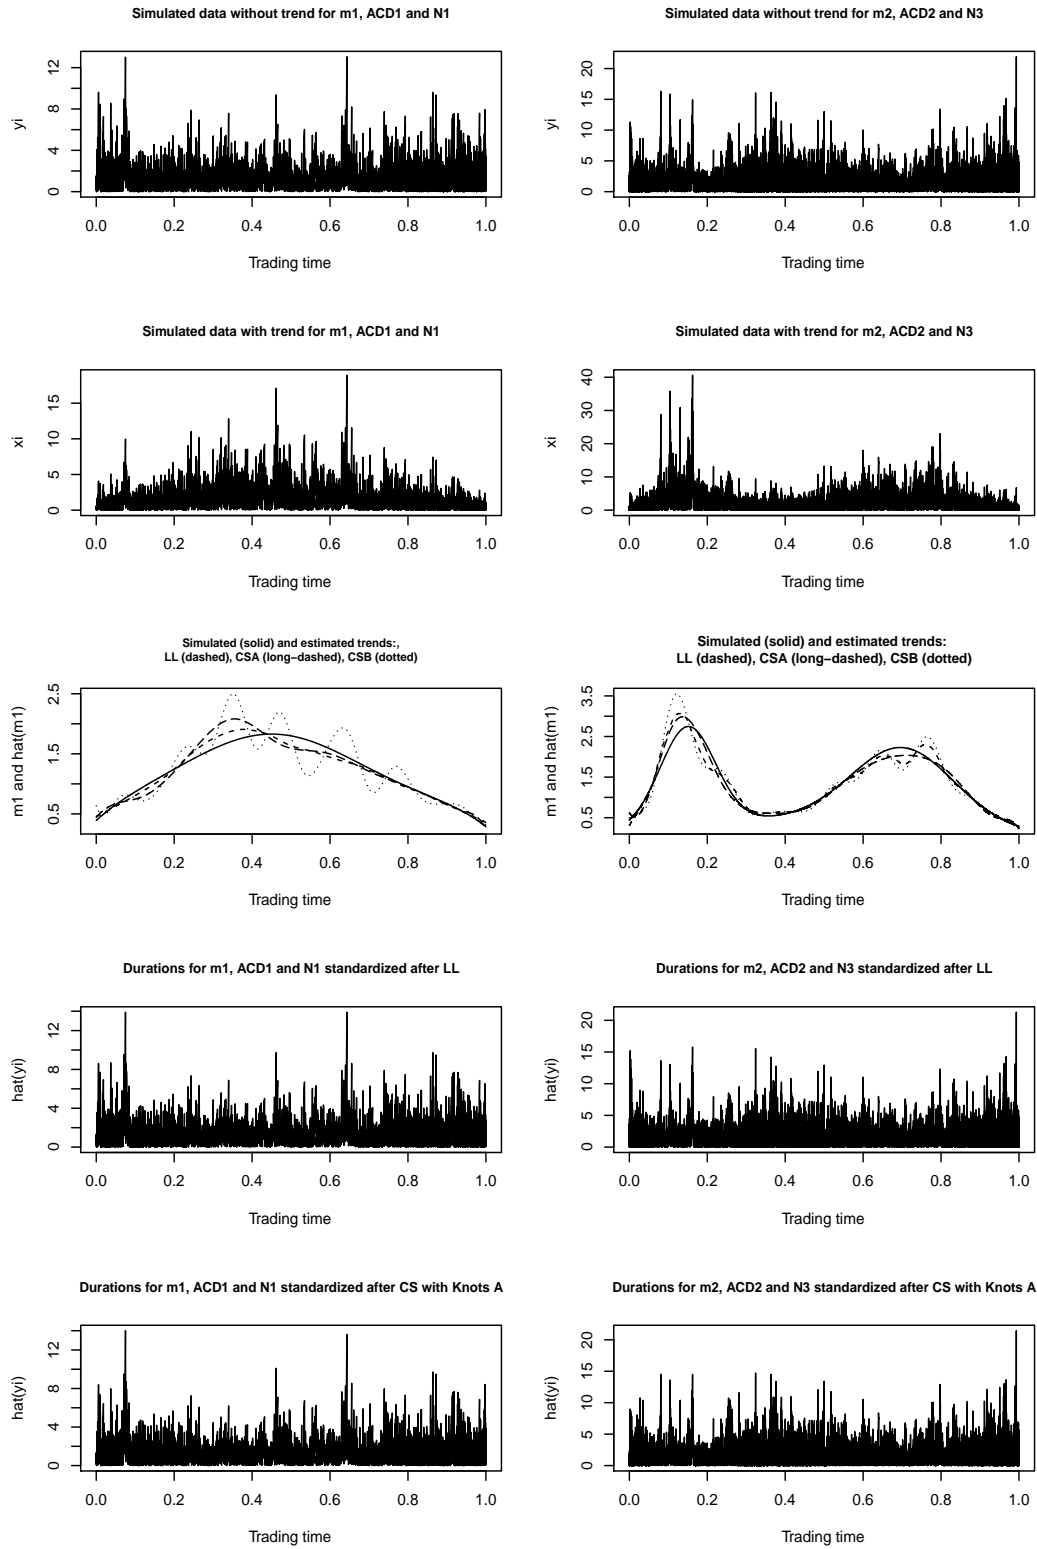 Simulated data without trend for m1, ACD1 and N1
yi
0 4 8 12
0.0 0.2 0.4 0.6 0.8 1.0
Trading time
Simulated data without trend for m2, ACD2 and N3
yi
0 5 10 15 20
0.0 0.2 0.4 0.6 0.8 1.0
Trading time
Simulated data with trend for m1, ACD1 and N1
xi
0 5 10 15
0.0 0.2 0.4 0.6 0.8 1.0
Trading time
Simulated data with trend for m2, ACD2 and N3
xi
0 10 20 30 40
0.0 0.2 0.4 0.6 0.8 1.0
Trading time
Simulated (solid) and estimated trends:,
LL (dashed), CSA (long−dashed), CSB (dotted)
m1 and hat(m1)
0.5 1.5 2.5
0.0 0.2 0.4 0.6 0.8 1.0
Trading time
Simulated (solid) and estimated trends:
LL (dashed), CSA (long−dashed), CSB (dotted)
m1 and hat(m1)
0.5 1.5 2.5 3.5
0.0 0.2 0.4 0.6 0.8 1.0
Trading time
Durations for m1, ACD1 and N1 standardized after LL
hat(yi)
0 4 8 12
0.0 0.2 0.4 0.6 0.8 1.0
Trading time
Durations for m2, ACD2 and N3 standardized after LL
hat(yi)
0 5 10 15 20
0.0 0.2 0.4 0.6 0.8 1.0
Trading time
Durations for m1, ACD1 and N1 standardized after CS with Knots A
hat(yi)
0 4 8 12
0.0 0.2 0.4 0.6 0.8 1.0
Trading time
Durations for m2, ACD2 and N3 standardized after CS with Knots A
hat(yi)
0 5 10 15 20
0.0 0.2 0.4 0.6 0.8 1.0
Trading time